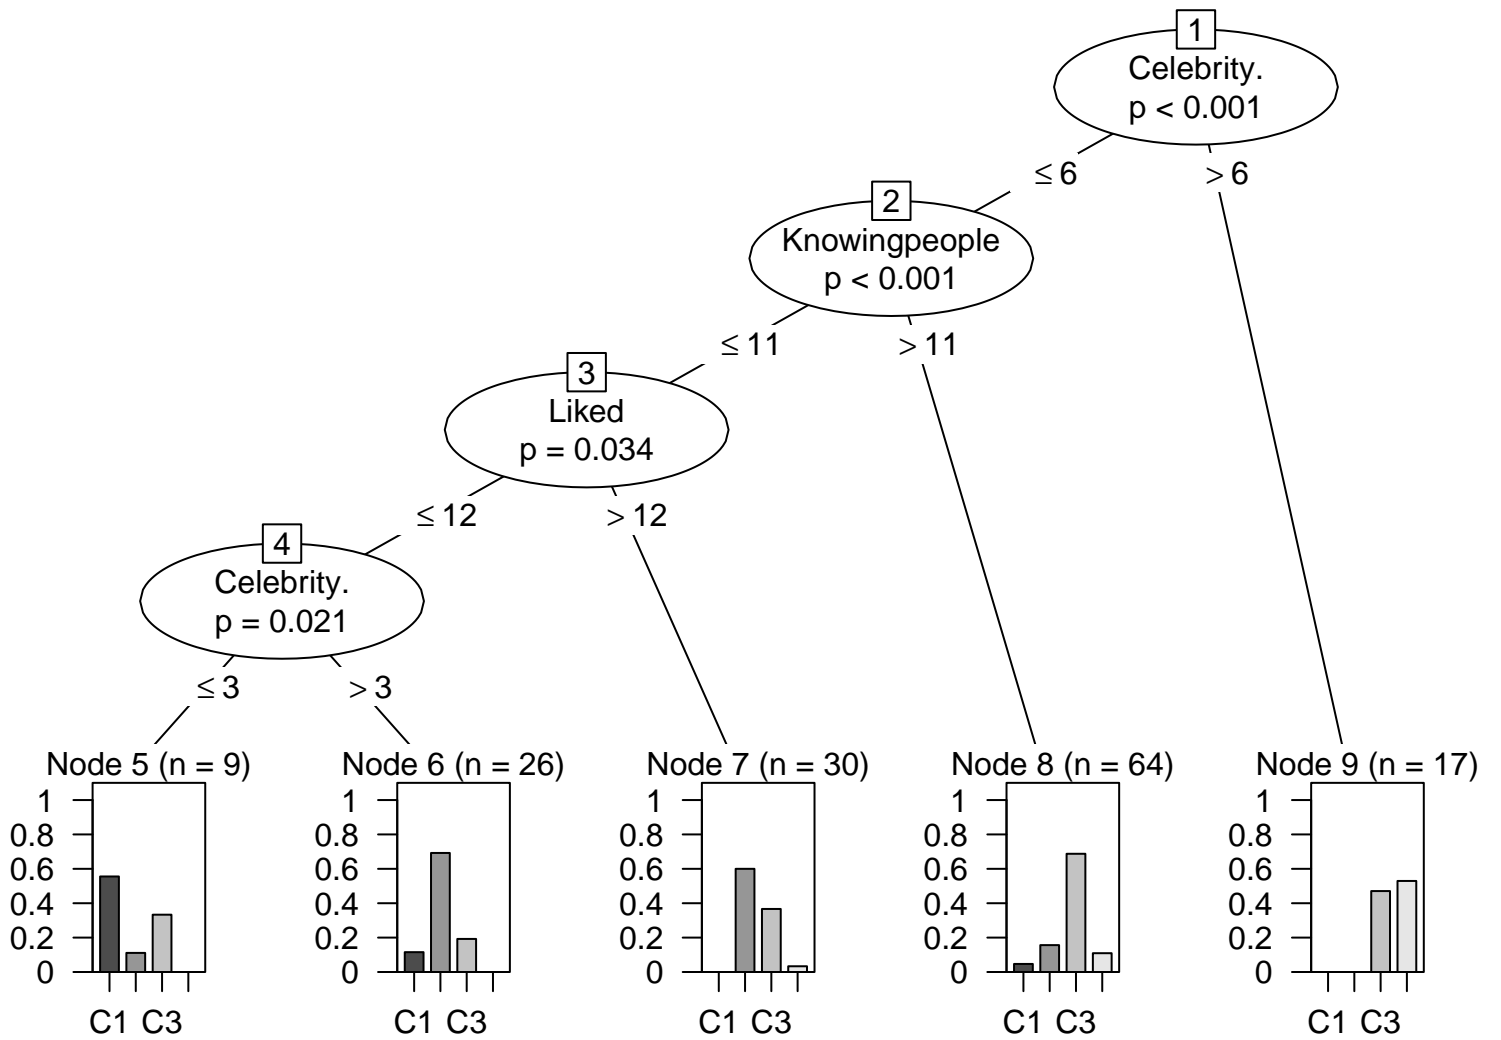 1
Celebrity.
p < 0.001
≤ 6
> 6
2
Knowingpeople
p < 0.001
≤ 11
> 11
3
Liked
p = 0.034
≤ 12
> 12
4
Celebrity.
p = 0.021
≤ 3
> 3
Node 5 (n = 9)
1
0.8
0.6
0.4
0.2
0
C1 C3
Node 6 (n = 26)
1
0.8
0.6
0.4
0.2
0
C1 C3
Node 7 (n = 30)
1
0.8
0.6
0.4
0.2
0
C1 C3
Node 8 (n = 64)
1
0.8
0.6
0.4
0.2
0
C1 C3
Node 9 (n = 17)
1
0.8
0.6
0.4
0.2
0
C1 C3